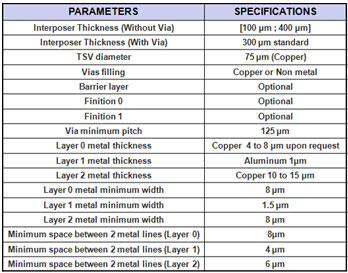 PARAMETERS SPECIFICATIONS
Interposer Thickness (Without Via) [100 µm ; 400 µm]
Interposer Thickness (With Via) 300 µm standard
TSV diameter 75 µm (Copper)
Vias filling Copper or Non metal
Barrier layer Optional
Finition 0 Optional
Finition 1 Optional
Via minimum pitch 125 µm
Layer 0 metal thickness Copper 4 to 8 µm upon request
Layer 1 metal thickness Aluminum 1µm
Layer 2 metal thickness Copper 10 to 15 µm
Layer 0 metal minimum width 8 µm
Layer 1 metal minimum width 1.5 µm
Layer 2 metal minimum width 8 µm
Minimum space between 2 metal lines (Layer 0) 8µm
Minimum space between 2 metal lines (Layer 1) 4 µm
Minimum space between 2 metal lines (Layer 2) 6 µm